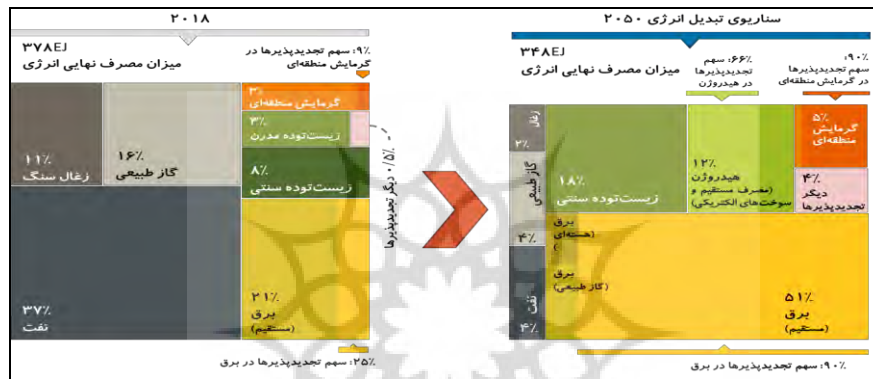 ۲۰۱۸
۳۷۸EJ
میزان مصرف نهایی انرژی
۹٪: سهم تجدیدپذیرها در
گرمایش منطقه‌ای
۱۱٪
زغال سنگ
۱۶٪
گاز طبیعی
۳٪
گرمایش منطقه‌ای
۳٪
زیست‌توده مدرن
۸٪
زیست‌توده سنتی
۰/۵٪ دیگر تجدیدپذیرها
۳۷٪
نفت
۲۱٪
برق
(مستقیم)
۲۵٪: سهم تجدیدپذیرها در برق
سناریوی تبدیل انرژی ۲۰۵۰
۳۴۸EJ
میزان مصرف نهایی انرژی
۶۶٪: سهم
تجدیدپذیرها
در هیدروژن
۹۰٪:
سهم تجدیدپذیرها
در گرمایش منطقه‌ای
زغال
۲٪
گاز طبیعی
۴٪
نفت
۴٪
۱۸٪
زیست‌توده سنتی
۱۲٪
هیدروژن
(مصرف مستقیم و
سوخت‌های الکتریکی)
۵٪
گرمایش
منطقه‌ای
۴٪
دیگر
تجدیدپذیرها
برق
(هسته‌ای
)
برق
(گاز طبیعی)
۵۱٪
برق
(مستقیم)
۹۰٪: سهم تجدیدپذیرها در برق